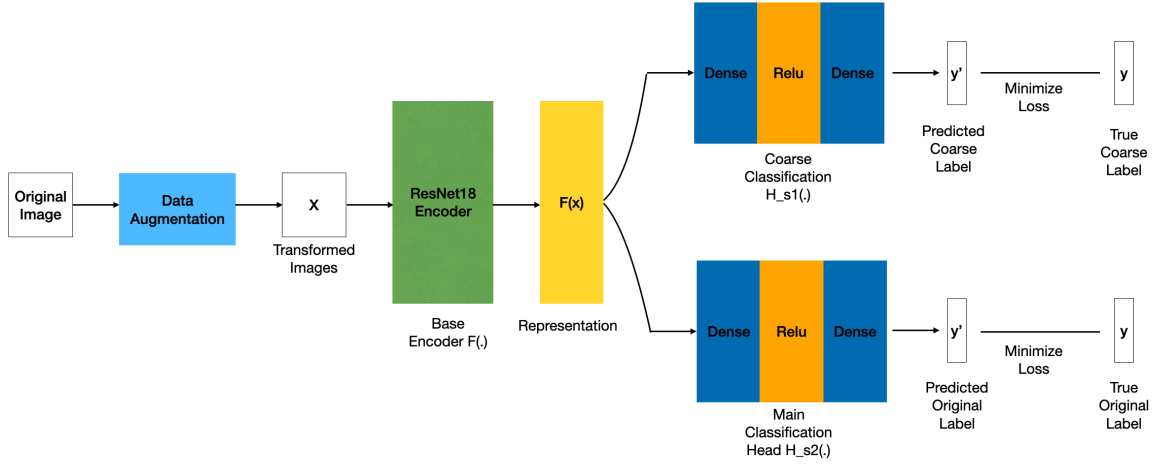 Original
Image
Data
Augmentation
X
Transformed
Images
ResNet18
Encoder
Base
Encoder F(.)
F(x)
Representation
Dense
Relu
Dense
Coarse
Classification
H_s1(.)
y’
Predicted
Coarse
Label
Minimize
Loss
y
True
Coarse
Label
Dense
Relu
Dense
Main
Classification
Head H_s2(.)
y’
Predicted
Original
Label
Minimize
Loss
y
True
Original
Label